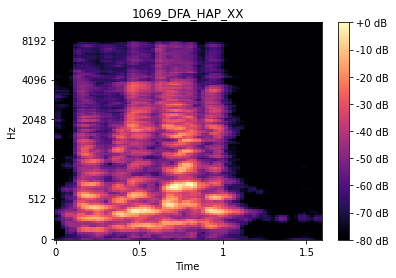 1069_DFA_HAP_XX
Hz
8192
4096
2048
1024
512
0
0
0.5
1
1.5
Time
+0 dB
-10 dB
-20 dB
-30 dB
-40 dB
-50 dB
-60 dB
-70 dB
-80 dB